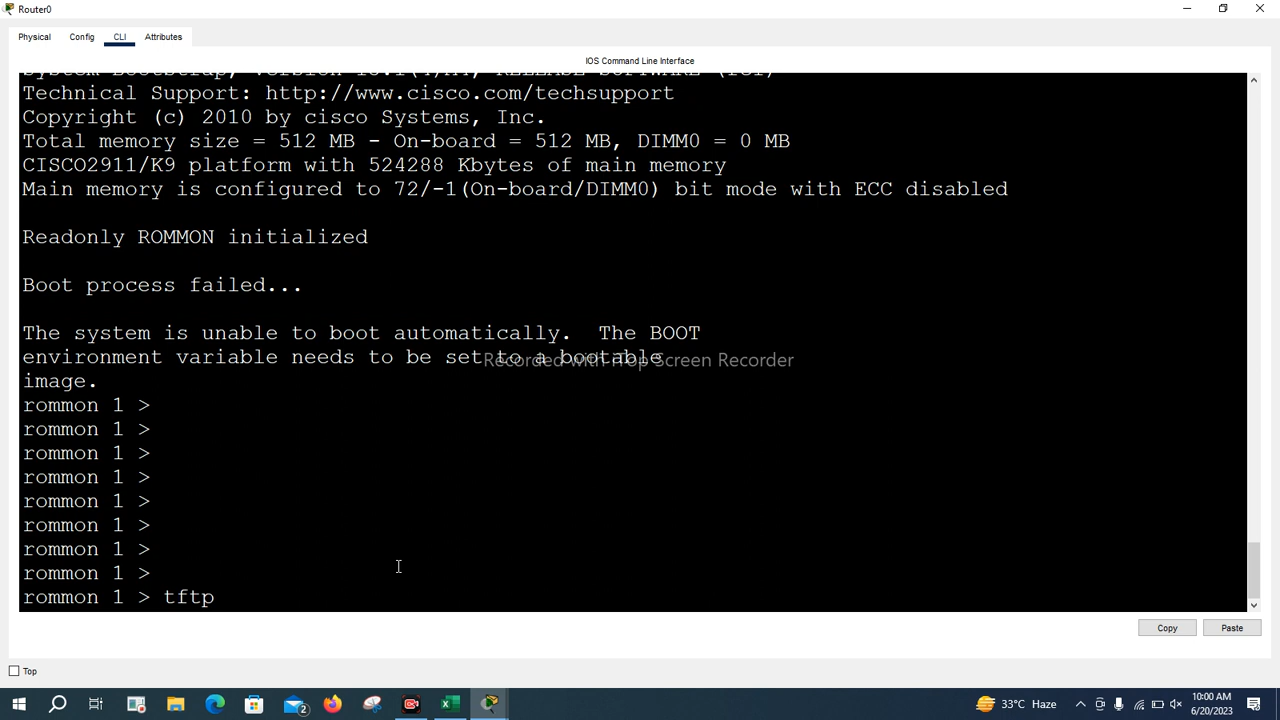 Router0
Physical Config CLI Attributes
IOS Command Line Interface
Technical Support: http://www.cisco.com/techsupport
Copyright (c) 2010 by cisco Systems, Inc.
Total memory size = 512 MB - On-board = 512 MB, DIMM0 = 0 MB
CISCO2911/K9 platform with 524288 Kbytes of main memory
Main memory is configured to 72/-1(On-board/DIMM0) bit mode with ECC disabled
Readonly ROMMON initialized
Boot process failed...
The system is unable to boot automatically.  The BOOT
environment variable needs to be set to a bootable
Recorded with iTop Screen Recorder
image.
rommon 1 >
rommon 1 >
rommon 1 >
rommon 1 >
rommon 1 >
rommon 1 >
rommon 1 >
rommon 1 >
rommon 1 > tftp
Copy Paste
Top
33°C Haze
10:00 AM
6/20/2023